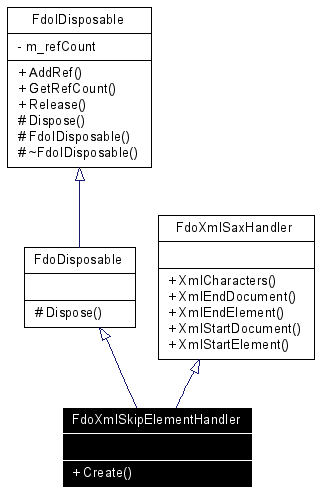 FdoIDisposable
- m_refCount
+ AddRef()
+ GetRefCount()
+ Release()
# Dispose()
# FdoIDisposable()
# ~FdoIDisposable()
FdoDisposable
# Dispose()
FdoXmlSaxHandler
+ XmlCharacters()
+ XmlEndDocument()
+ XmlEndElement()
+ XmlStartDocument()
+ XmlStartElement()
FdoXmlSkipElementHandler
+ Create()